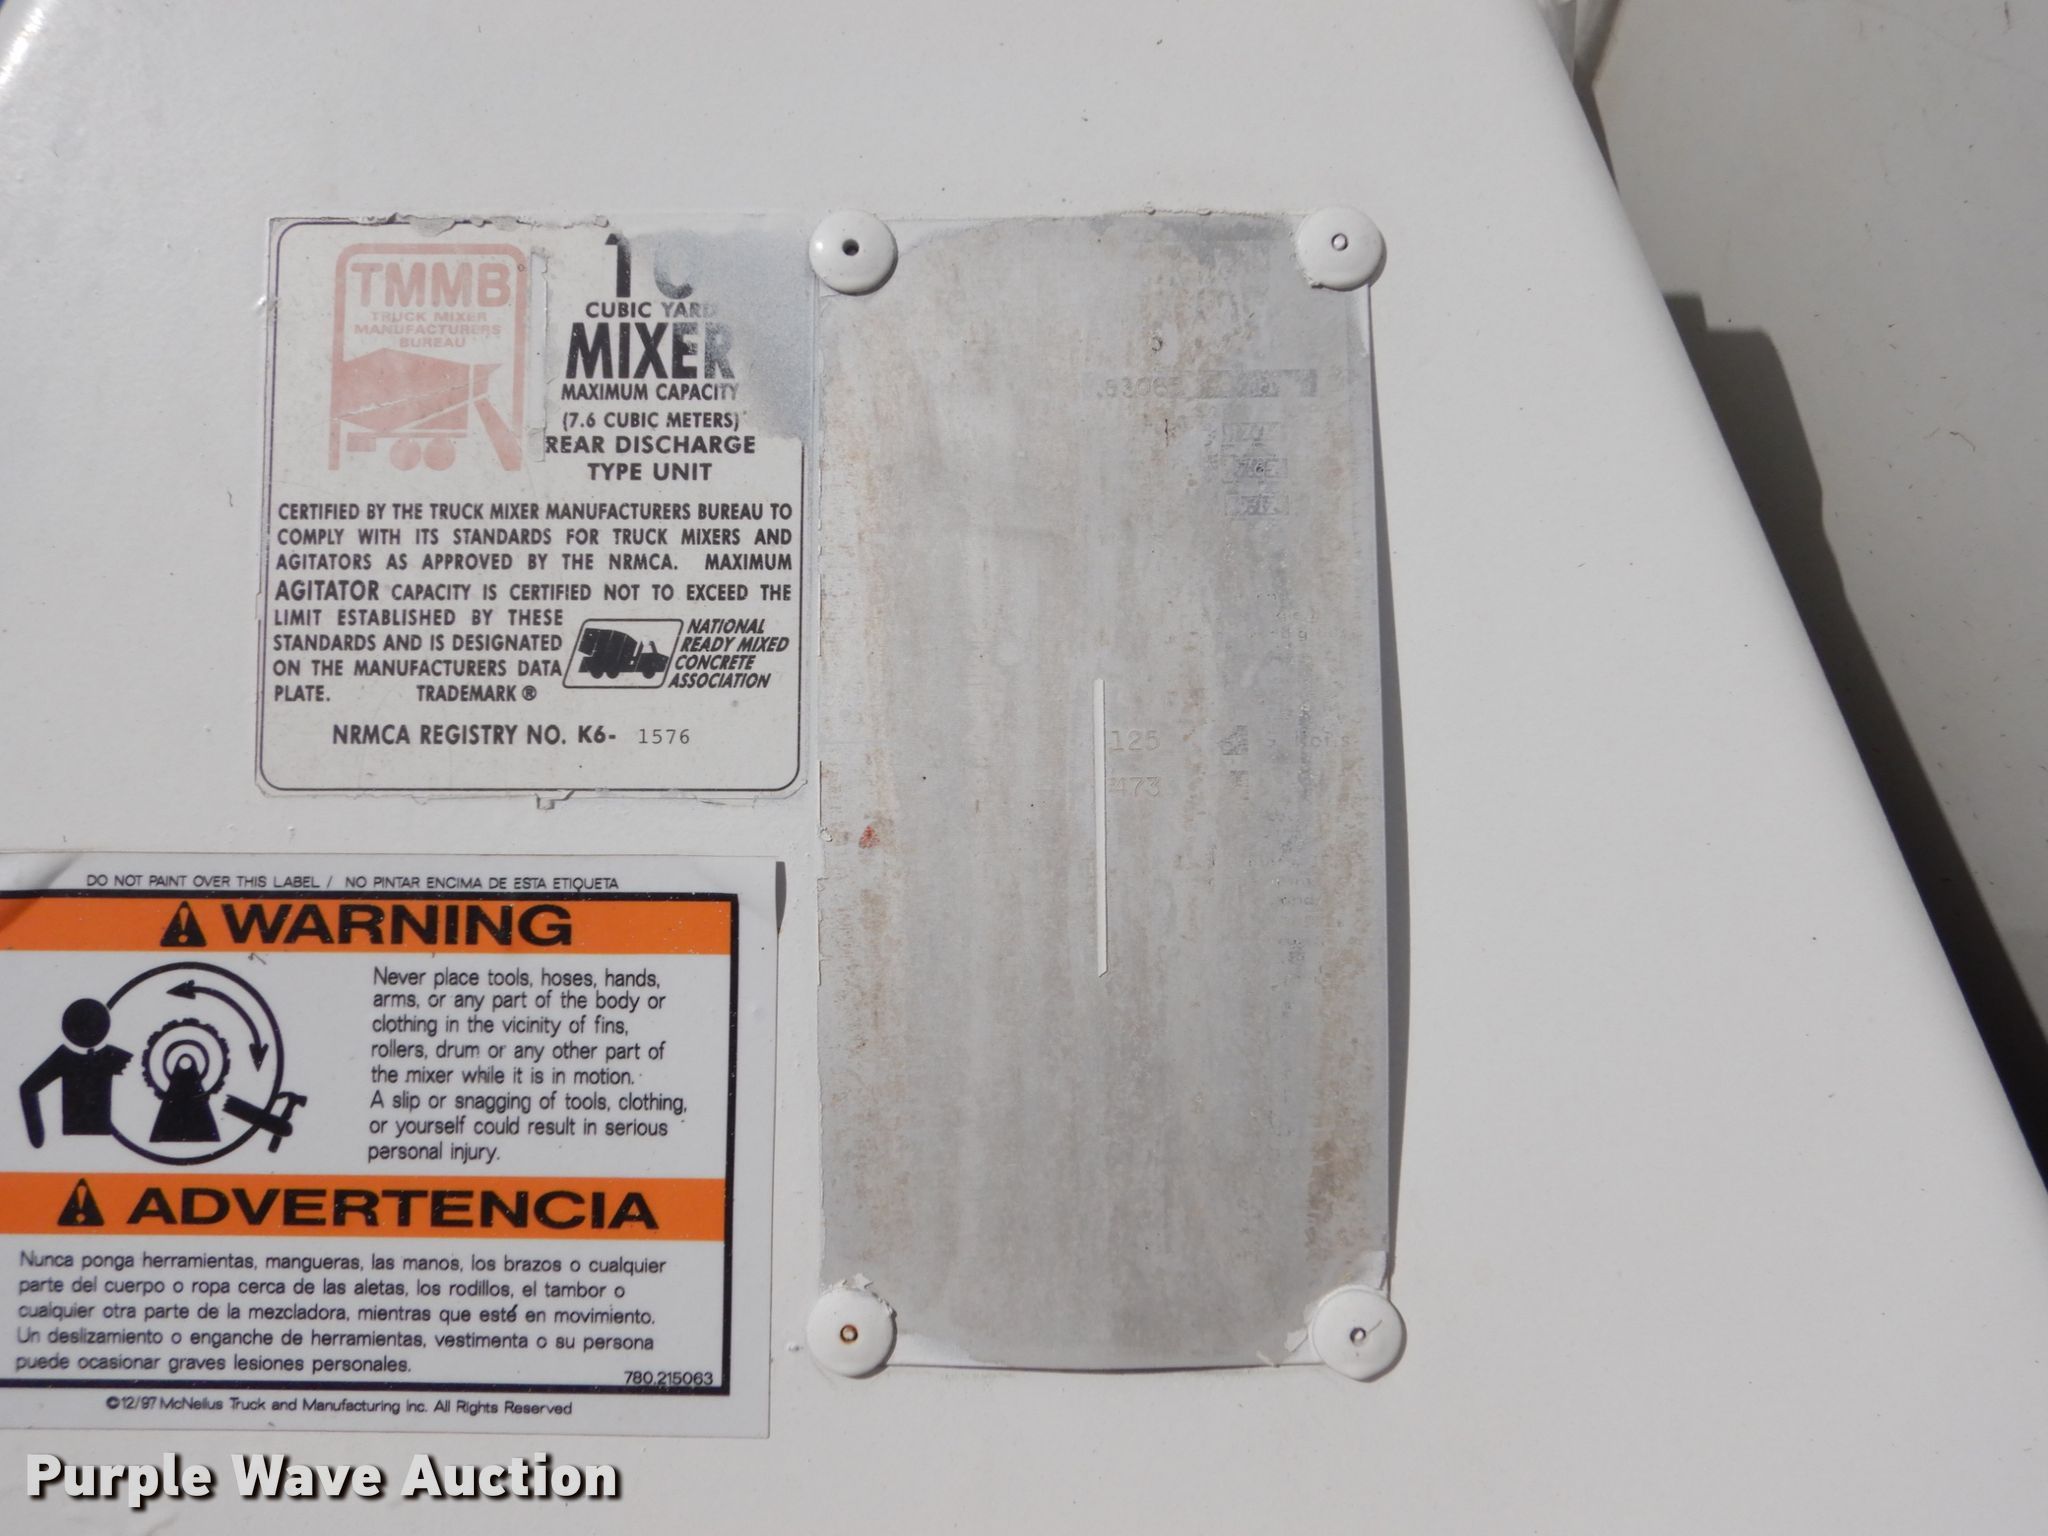 TMMB
TRUCK MIXER
MANUFACTURERS
BUREAU
10
CUBIC YARD
MIXER
MAXIMUM CAPACITY
(7.6 CUBIC METERS)
REAR DISCHARGE
TYPE UNIT
CERTIFIED BY THE TRUCK MIXER MANUFACTURERS BUREAU TO
COMPLY WITH ITS STANDARDS FOR TRUCK MIXERS AND
AGITATORS AS APPROVED BY THE NRMCA. MAXIMUM
AGITATOR CAPACITY IS CERTIFIED NOT TO EXCEED THE
LIMIT ESTABLISHED BY THESE
STANDARDS AND IS DESIGNATED
ON THE MANUFACTURERS DATA
PLATE. TRADEMARK ®
NATIONAL
READY MIXED
CONCRETE
ASSOCIATION
NRMCA REGISTRY NO. K6- 1576
125
473
DO NOT PAINT OVER THIS LABEL / NO PINTAR ENCIMA DE ESTA ETIQUETA
WARNING
Never place tools, hoses, hands,
arms, or any part of the body or
clothing in the vicinity of fins,
rollers, drum or any other part of
the mixer while it is in motion.
A slip or snagging of tools, clothing,
or yourself could result in serious
personal injury.
ADVERTENCIA
Nunca ponga herramientas, mangueras, las manos, los brazos o cualquier
parte del cuerpo o ropa cerca de las aletas, los rodillos, el tambor o
cualquier otra parte de la mezcladora, mientras que esté en movimiento.
Un deslizamiento o enganche de herramientas, vestimenta o su persona
puede ocasionar graves lesiones personales.
780.215063
©12/97 McNeilus Truck and Manufacturing Inc. All Rights Reserved
Purple Wave Auction